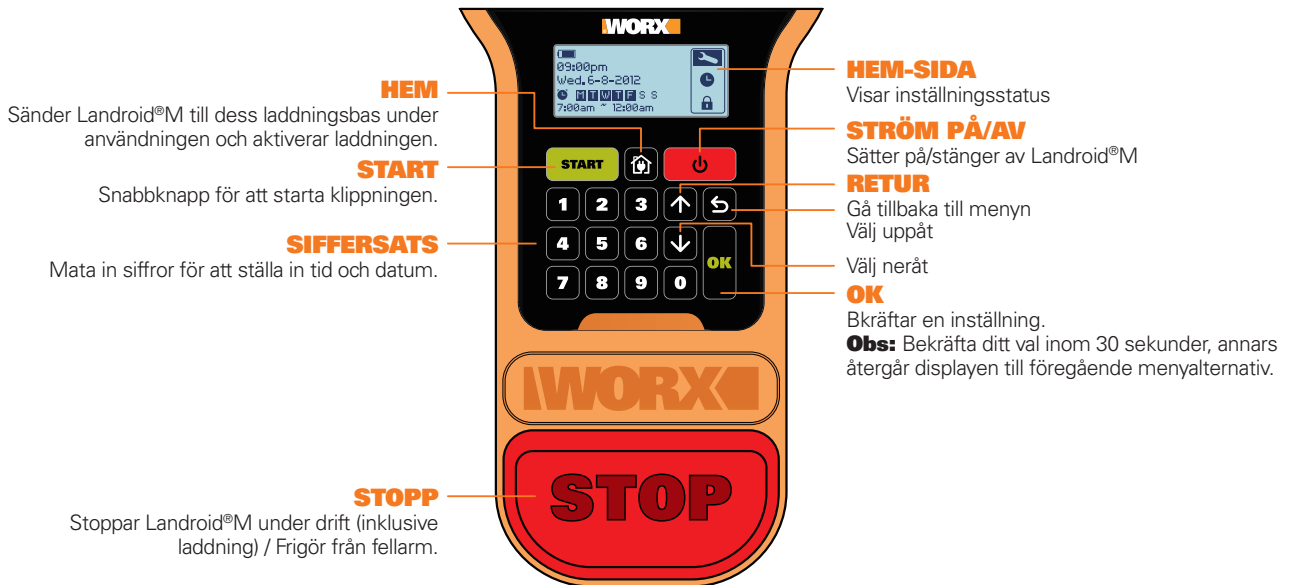 WORX
09:00pm
Wed.6-8-2012
M T W T F S S
7:00am ~ 12:00am
HEM
Sänder Landroid®M till dess laddningsbas under
användningen och aktiverar laddningen.
START
Snabbknapp för att starta klippningen.
SIFFERSATS
Mata in siffror för att ställa in tid och datum.
START
1 2 3
4 5 6
OK
7 8 9 0
HEM-SIDA
Visar inställningsstatus
STRÖM PÅ/AV
Sätter på/stänger av Landroid®M
RETUR
Gå tillbaka till menyn
Välj uppåt
Välj neråt
OK
Bkräftar en inställning.
Obs: Bekräfta ditt val inom 30 sekunder, annars
återgår displayen till föregående menyalternativ.
WORX
STOP
STOPP
Stoppar Landroid®M under drift (inklusive
laddning) / Frigör från fellarm.